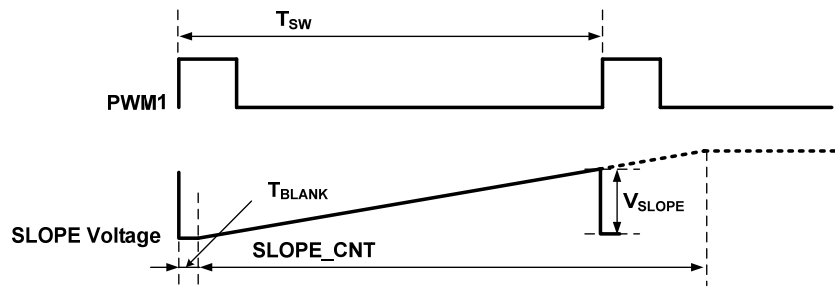 TSW
PWM1
TBLANK
VSLOPE
SLOPE Voltage
SLOPE_CNT